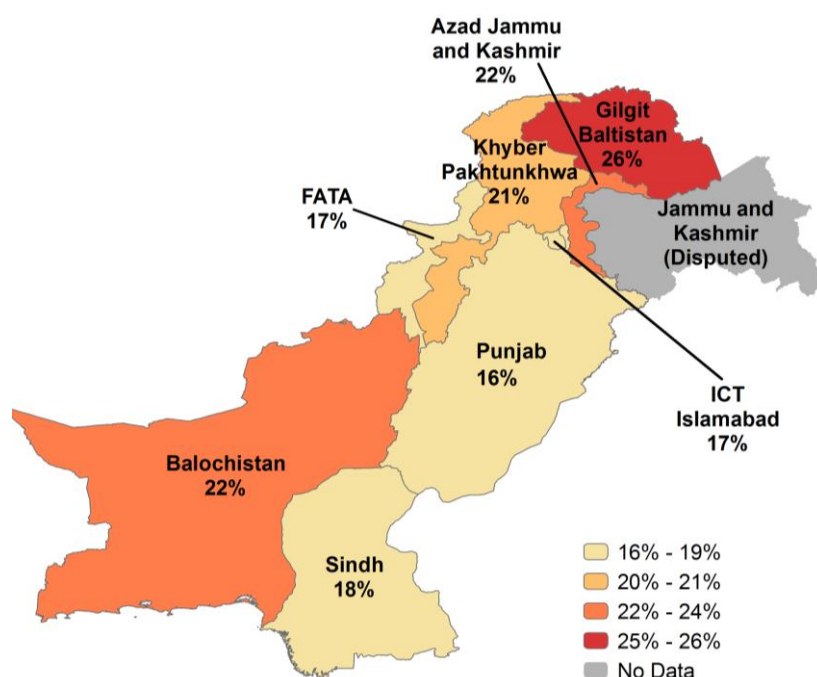 Azad Jammu
and Kashmir
22%
Gilgit
Baltistan
26%
Khyber
Pakhtunkhwa
21%
FATA
17%
Jammu and
Kashmir
(Disputed)
Punjab
16%
ICT
Islamabad
17%
Balochistan
22%
Sindh
18%
16% - 19%
20% - 21%
22% - 24%
25% - 26%
No Data